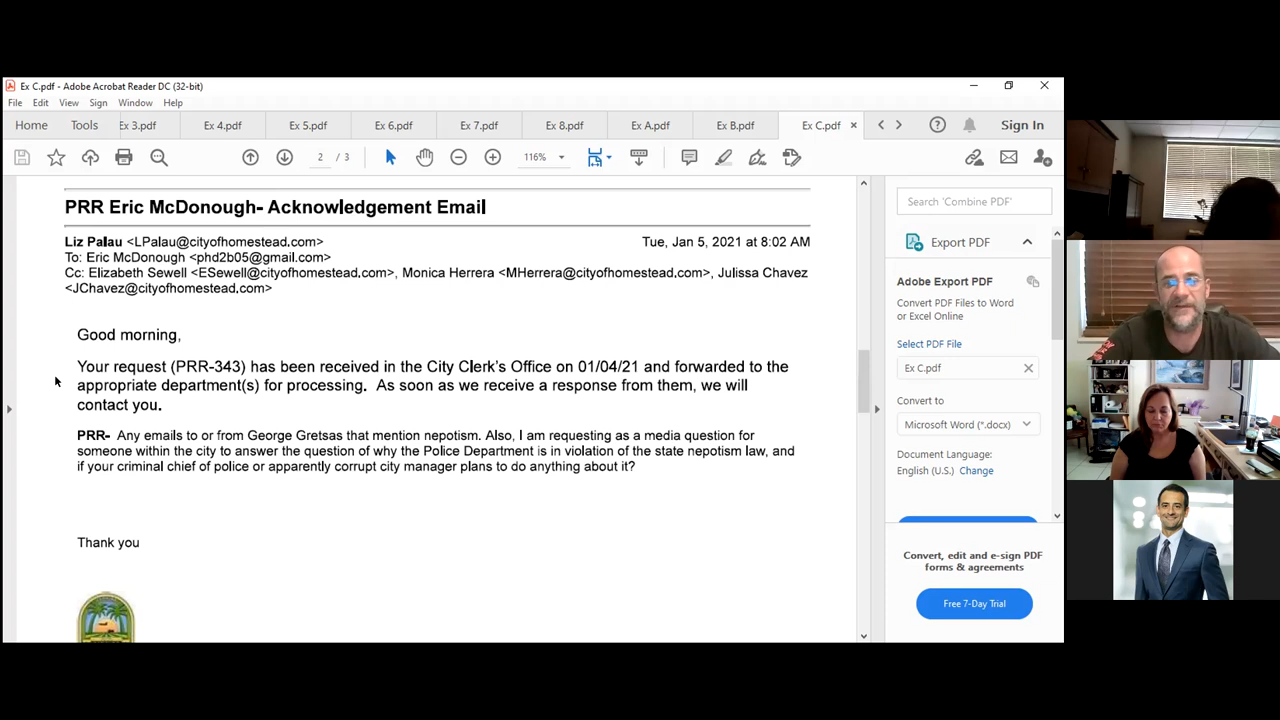 Ex C.pdf - Adobe Acrobat Reader DC (32-bit)
File Edit View Sign Window Help
Home Tools Ex 3.pdf Ex 4.pdf Ex 5.pdf Ex 6.pdf Ex 7.pdf Ex 8.pdf Ex A.pdf Ex B.pdf Ex C.pdf × Sign In
2 / 3 116%
PRR Eric McDonough- Acknowledgement Email
Liz Palau <LPalau@cityofhomestead.com> Tue, Jan 5, 2021 at 8:02 AM
To: Eric McDonough <phd2b05@gmail.com>
Cc: Elizabeth Sewell <ESewell@cityofhomestead.com>, Monica Herrera <MHerrera@cityofhomestead.com>, Julissa Chavez
<JChavez@cityofhomestead.com>
Good morning,
Your request (PRR-343) has been received in the City Clerk's Office on 01/04/21 and forwarded to the
appropriate department(s) for processing. As soon as we receive a response from them, we will
contact you.
PRR- Any emails to or from George Gretsas that mention nepotism. Also, I am requesting as a media question for
someone within the city to answer the question of why the Police Department is in violation of the state nepotism law, and
if your criminal chief of police or apparently corrupt city manager plans to do anything about it?
Thank you
Search 'Combine PDF'
Export PDF
Adobe Export PDF
Convert PDF Files to Word
or Excel Online
Select PDF File
Ex C.pdf
Convert to
Microsoft Word (*.docx)
Document Language:
English (U.S.) Change
Convert, edit and e-sign PDF
forms & agreements
Free 7-Day Trial